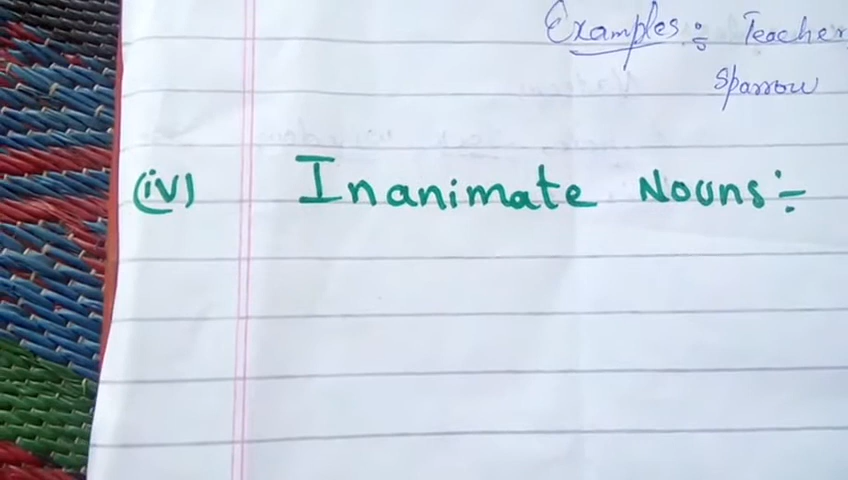 Examples ÷ Teacher,
Sparrow
(iv) Inanimate Nouns :-